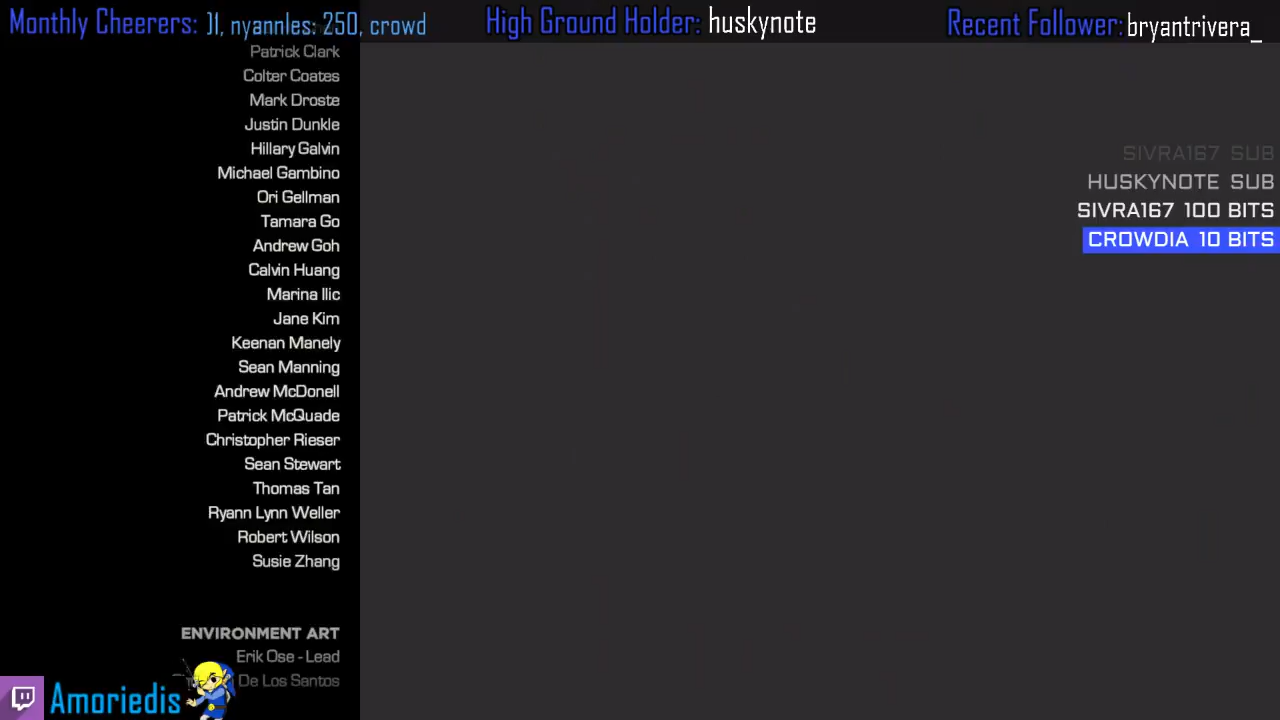 Monthly Cheerers: 1, nyannles: 250, crowd
High Ground Holder: huskynote
Recent Follower: bryantrivera_
Patrick Clark
Colter Coates
Mark Droste
Justin Dunkle
Hillary Galvin
Michael Gambino
Ori Gellman
Tamara Go
Andrew Goh
Calvin Huang
Marina Ilic
Jane Kim
Keenan Manely
Sean Manning
Andrew McDonell
Patrick McQuade
Christopher Rieser
Sean Stewart
Thomas Tan
Ryann Lynn Weller
Robert Wilson
Susie Zhang
ENVIRONMENT ART
Erik Ose - Lead
De Los Santos
SIVRA167 SUB
HUSKYNOTE SUB
SIVRA167 100 BITS
CROWDIA 10 BITS
Amoriedis